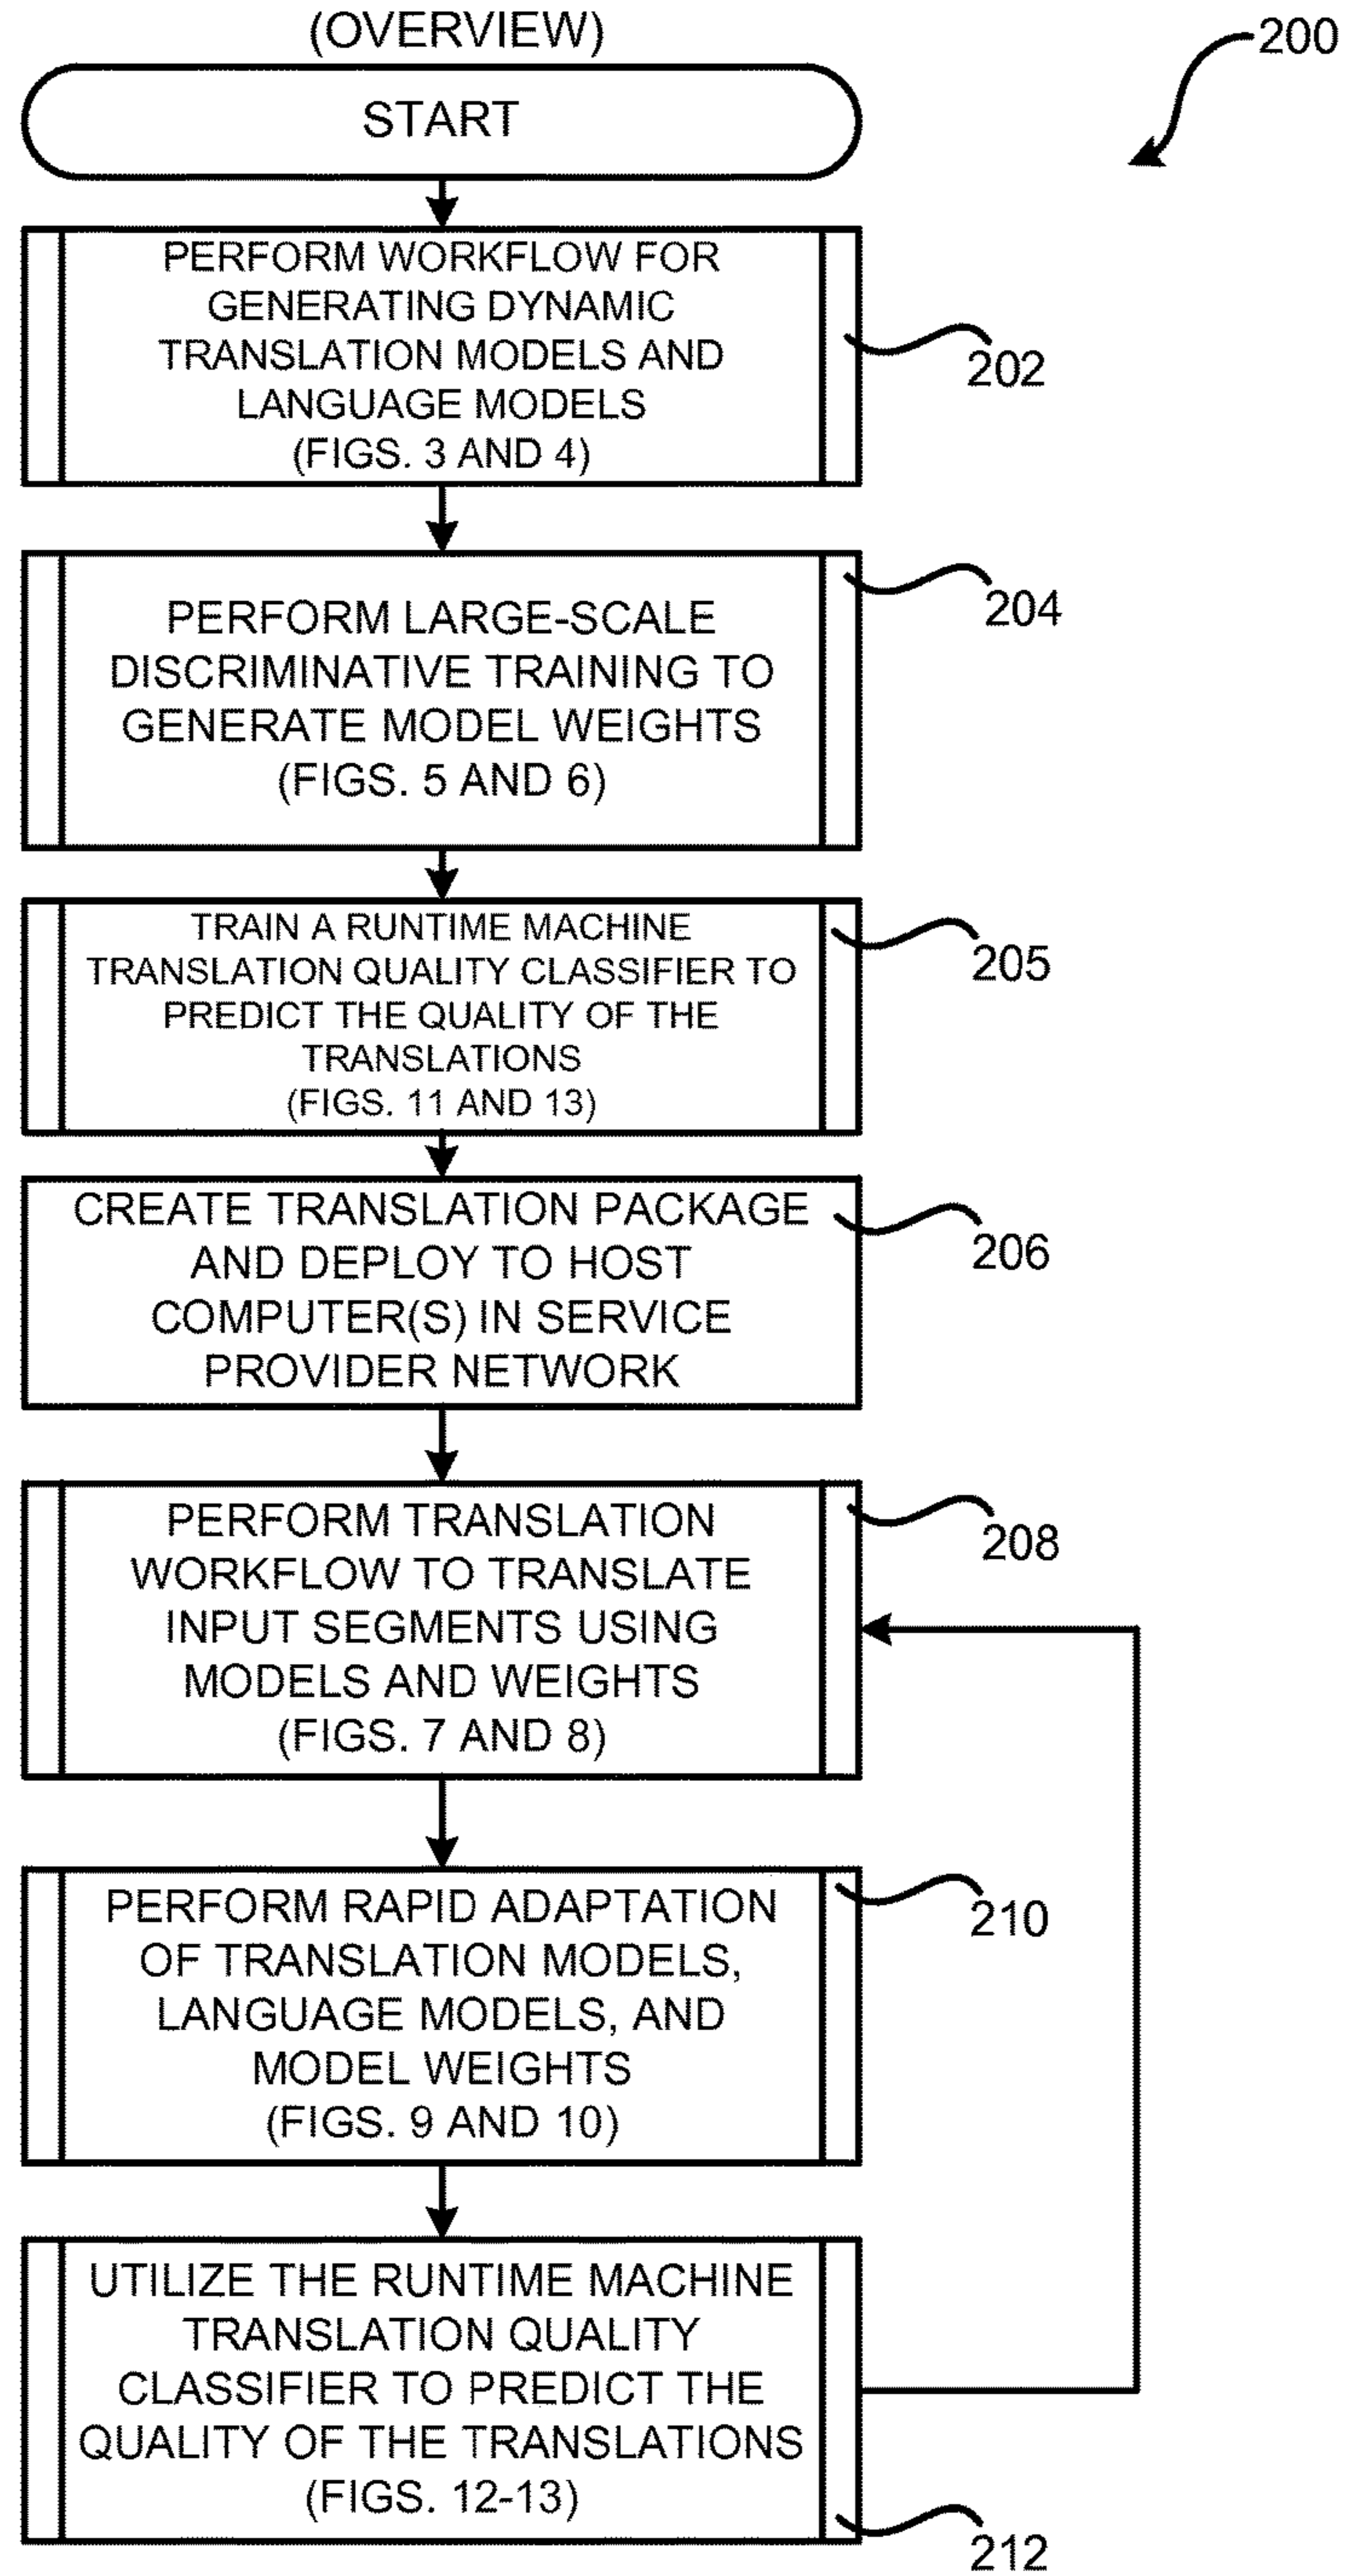 (OVERVIEW)
200
START
PERFORM WORKFLOW FOR
GENERATING DYNAMIC
TRANSLATION MODELS AND
LANGUAGE MODELS
(FIGS. 3 AND 4)
202
PERFORM LARGE-SCALE
DISCRIMINATIVE TRAINING TO
GENERATE MODEL WEIGHTS
(FIGS. 5 AND 6)
204
TRAIN A RUNTIME MACHINE
TRANSLATION QUALITY CLASSIFIER TO
PREDICT THE QUALITY OF THE
TRANSLATIONS
(FIGS. 11 AND 13)
205
CREATE TRANSLATION PACKAGE
AND DEPLOY TO HOST
COMPUTER(S) IN SERVICE
PROVIDER NETWORK
206
PERFORM TRANSLATION
WORKFLOW TO TRANSLATE
INPUT SEGMENTS USING
MODELS AND WEIGHTS
(FIGS. 7 AND 8)
208
PERFORM RAPID ADAPTATION
OF TRANSLATION MODELS,
LANGUAGE MODELS, AND
MODEL WEIGHTS
(FIGS. 9 AND 10)
210
UTILIZE THE RUNTIME MACHINE
TRANSLATION QUALITY
CLASSIFIER TO PREDICT THE
QUALITY OF THE TRANSLATIONS
(FIGS. 12-13)
212